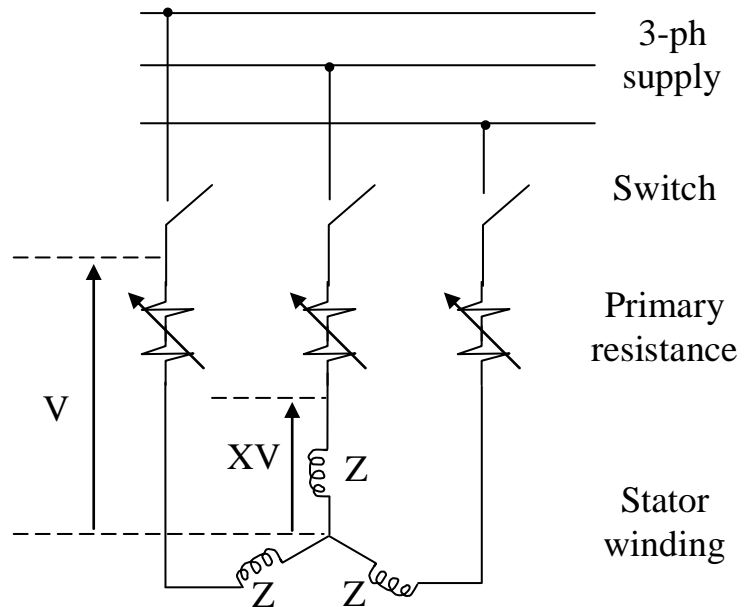 3-ph
supply
Switch
Primary
resistance
V
XV
Z
Stator
winding
Z
Z